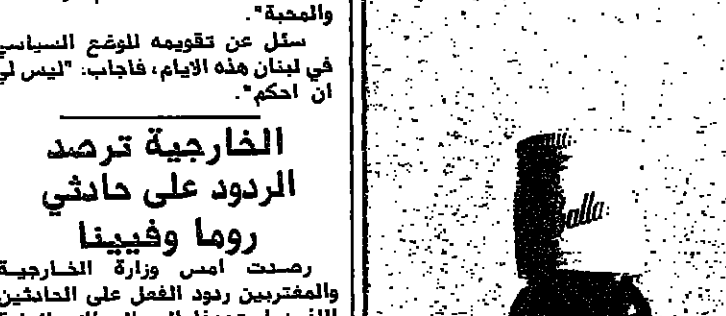 والمحبة".
سئل عن تقويمه للوضع السياسي
في لبنان هذه الايام، فاجاب: "ليس لي
ان احكم".
الخارجية ترصد
الردود على حادثي
روما وفيينا
رصدت امس وزارة الخارجية
والمغتربين ردود الفعل على الحادثين